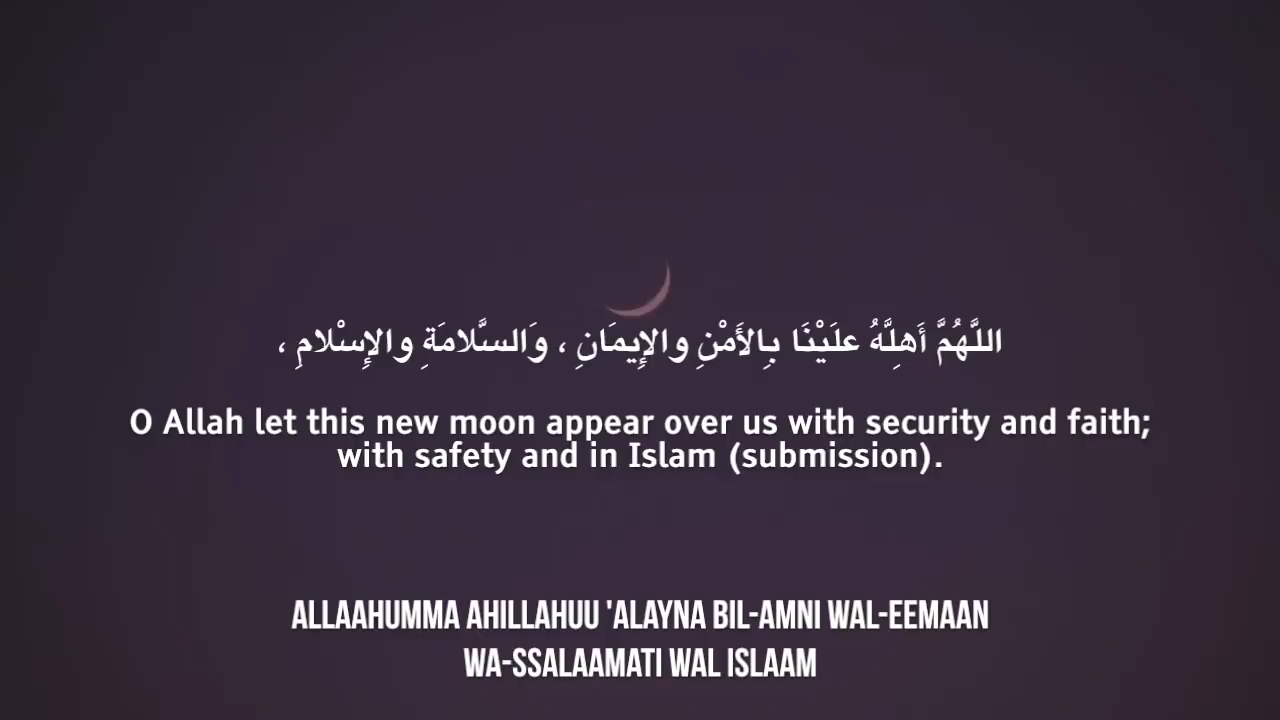 اللَّهُمَّ أَهِلَّهُ علَيْنَا بِالأَمْنِ والإِيمَانِ ، وَالسَّلامَةِ والإِسْلامِ ،
O Allah let this new moon appear over us with security and faith;
with safety and in Islam (submission).
ALLAAHUMMA AHILLAHUU 'ALAYNA BIL-AMNI WAL-EEMAAN
WA-SSALAAMATI WAL ISLAAM